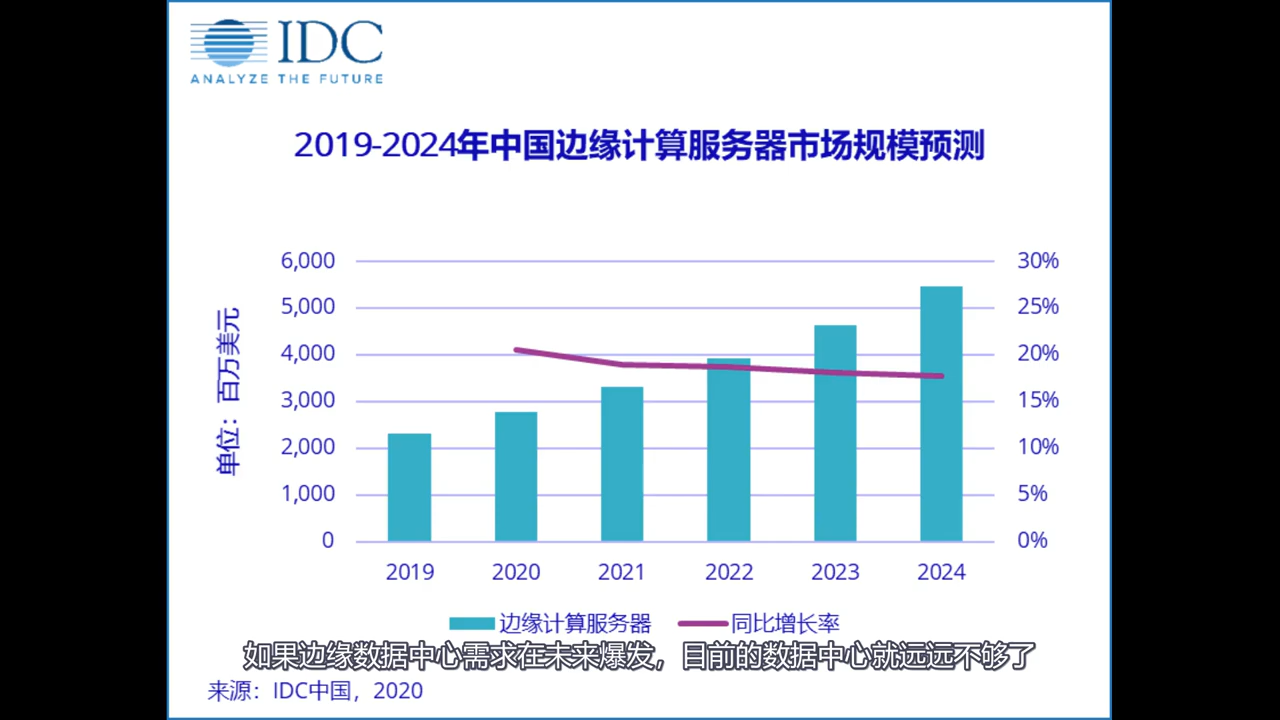 IDC
ANALYZE THE FUTURE
2019-2024年中国边缘计算服务器市场规模预测
单位：百万美元
6,000
5,000
4,000
3,000
2,000
1,000
0
30%
25%
20%
15%
10%
5%
0%
2019 2020 2021 2022 2023 2024
边缘计算服务器 同比增长率
如果边缘数据中心需求在未来爆发，目前的数据中心就远远不够了
来源：IDC中国，2020